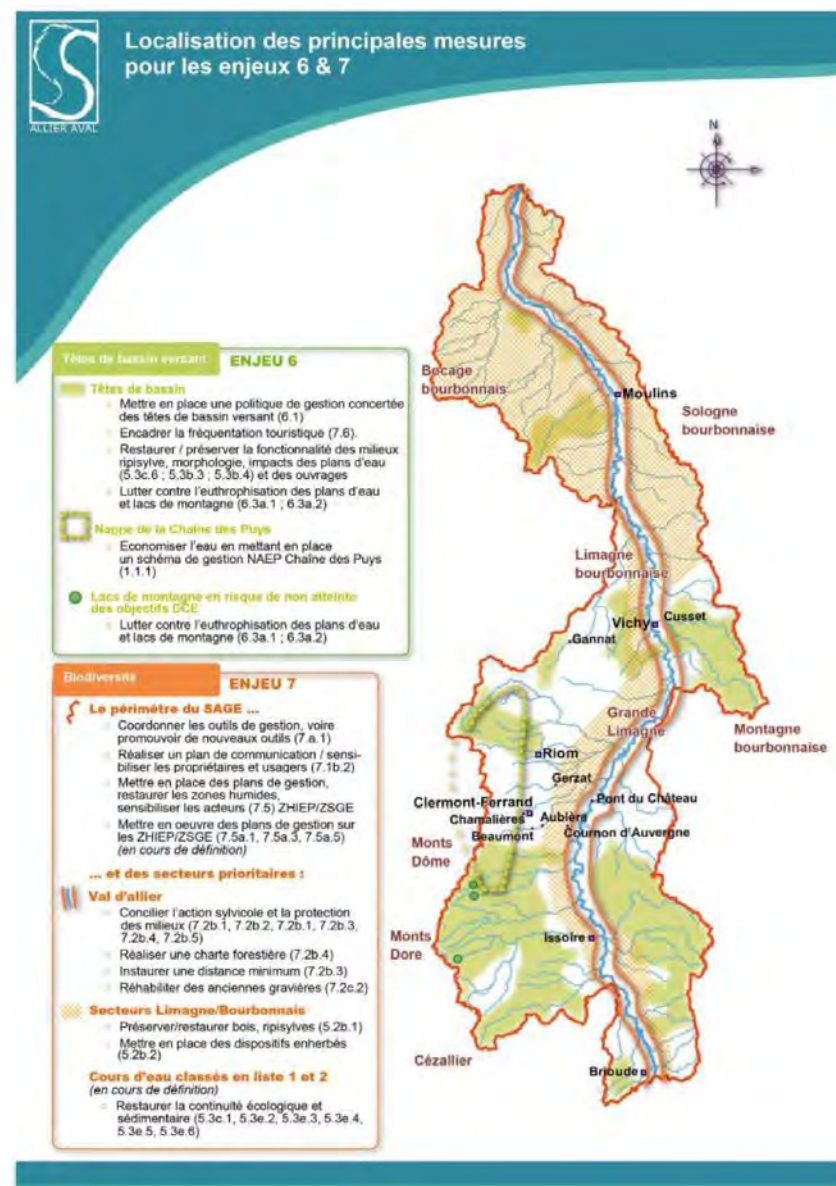 Localisation des principales mesures
pour les enjeux 6 & 7
ALLIER AVAL
N
Têtes de bassin versant ENJEU 6
Têtes de bassin
Mettre en place une politique de gestion concertée
des têtes de bassin versant (6.1)
Encadrer la fréquentation touristique (7.6).
Restaurer / préserver la fonctionalité des milieux
ripisylve, morphologie, impacts des plans d'eau
(5.3c.6 ; 5.3b.3 ; 5.3b.4) et des ouvrages
Lutter contre l'euthrophisation des plans d'eau
et lacs de montagne (6.3a.1 ; 6.3a.2)
Nappe de la Chaîne des Puys
Economiser l'eau en mettant en place
un schéma de gestion NAEP Chaîne des Puys
(1.1.1)
Lacs de montagne en risque de non atteinte
des objectifs DCE
Lutter contre l'euthrophisation des plans d'eau
et lacs de montagne (6.3a.1 ; 6.3a.2)
Biodiversité ENJEU 7
Le périmètre du SAGE ...
Coordonner les outils de gestion, voire
promouvoir de nouveaux outils (7.a.1)
Réaliser un plan de communication / sensi-
biliser les propriétaires et usagers (7.1b.2)
Mettre en place des plans de gestion,
restaurer les zones humides,
sensibiliser les acteurs (7.5) ZHIEP/ZSGE
Mettre en oeuvre des plans de gestion sur
les ZHIEP/ZSGE (7.5a.1, 7.5a.3, 7.5a.5)
(en cours de définition)
... et des secteurs prioritaires :
Val d'allier
Concilier l'action sylvicole et la protection
des milieux (7.2b.1, 7.2b.2, 7.2b.1, 7.2b.3,
7.2b.4, 7.2b.5)
Réaliser une charte forestière (7.2b.4)
Instaurer une distance minimum (7.2b.3)
Réhabiliter des anciennes gravières (7.2c.2)
Secteurs Limagne/Bourbonnais
Préserver/restaurer bois, ripisylves (5.2b.1)
Mettre en place des dispositifs enherbés
(5.2b.2)
Cours d'eau classés en liste 1 et 2
(en cours de définition)
Restaurer la continuité écologique et
sédimentaire (5.3c.1, 5.3e.2, 5.3e.3, 5.3e.4,
5.3e.5, 5.3e.6)
Bocage
bourbonnais
Moulins
Sologne
bourbonnaise
Limagne
bourbonnaise
Vichy
Cusset
Gannat
Grande
Limagne
Montagne
bourbonnaise
Riom
Gerzat
Clermont-Ferrand
Pont du Château
Chamalières
Aubière
Beaumont
Cournon d'Auvergne
Monts
Dôme
Monts
Dore
Issoire
Cézallier
Brioude